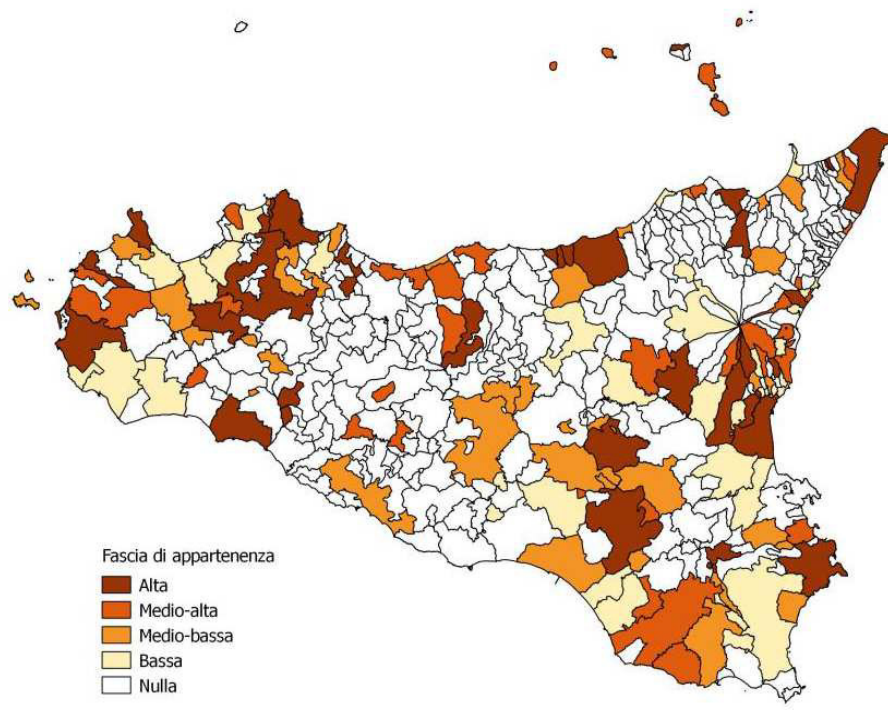 Fascia di appartenenza
Alta
Medio-alta
Medio-bassa
Bassa
Nulla